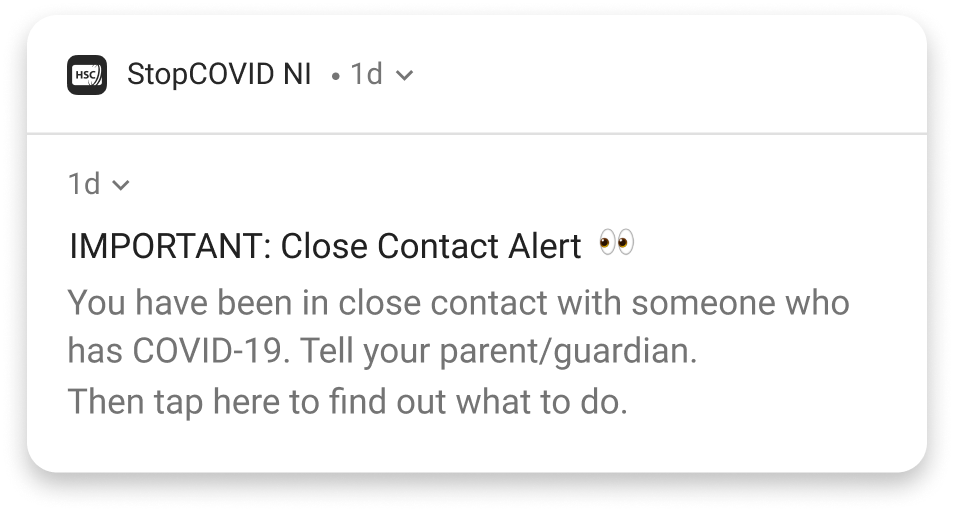 HSC
StopCOVID NI • 1d
1d
IMPORTANT: Close Contact Alert 👀
You have been in close contact with someone who
has COVID-19. Tell your parent/guardian.
Then tap here to find out what to do.